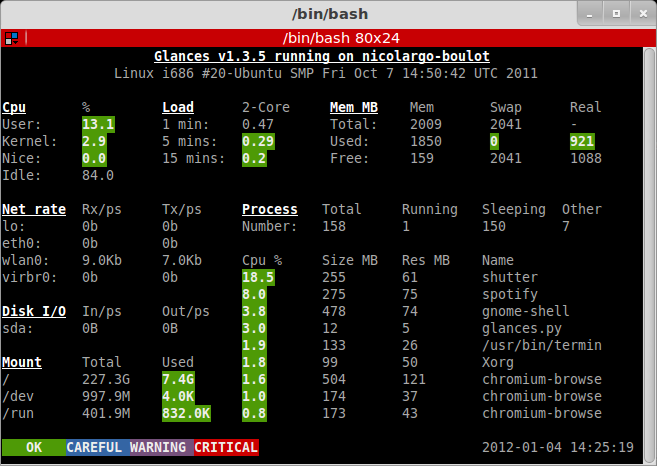 /bin/bash
/bin/bash 80x24
Glances v1.3.5 running on nicolargo-boulot
Linux i686 #20-Ubuntu SMP Fri Oct 7 14:50:42 UTC 2011
Cpu % Load 2-Core Mem MB Mem Swap Real
User: 13.1 1 min: 0.47 Total: 2009 2041 -
Kernel: 2.9 5 mins: 0.29 Used: 1850 0 921
Nice: 0.0 15 mins: 0.2 Free: 159 2041 1088
Idle: 84.0
Net rate Rx/ps Tx/ps Process Total Running Sleeping Other
lo: 0b 0b Number: 158 1 150 7
eth0: 0b 0b
wlan0: 9.0Kb 7.0Kb Cpu % Size MB Res MB Name
virbr0: 0b 0b 18.5 255 61 shutter
8.0 275 75 spotify
Disk I/O In/ps Out/ps 3.8 478 74 gnome-shell
sda: 0B 0B 3.0 12 5 glances.py
1.9 133 26 /usr/bin/termin
Mount Total Used 1.8 99 50 Xorg
/ 227.3G 7.4G 1.6 504 121 chromium-browse
/dev 997.9M 4.0K 1.0 174 37 chromium-browse
/run 401.9M 832.0K 0.8 173 43 chromium-browse
OK CAREFUL WARNING CRITICAL 2012-01-04 14:25:19